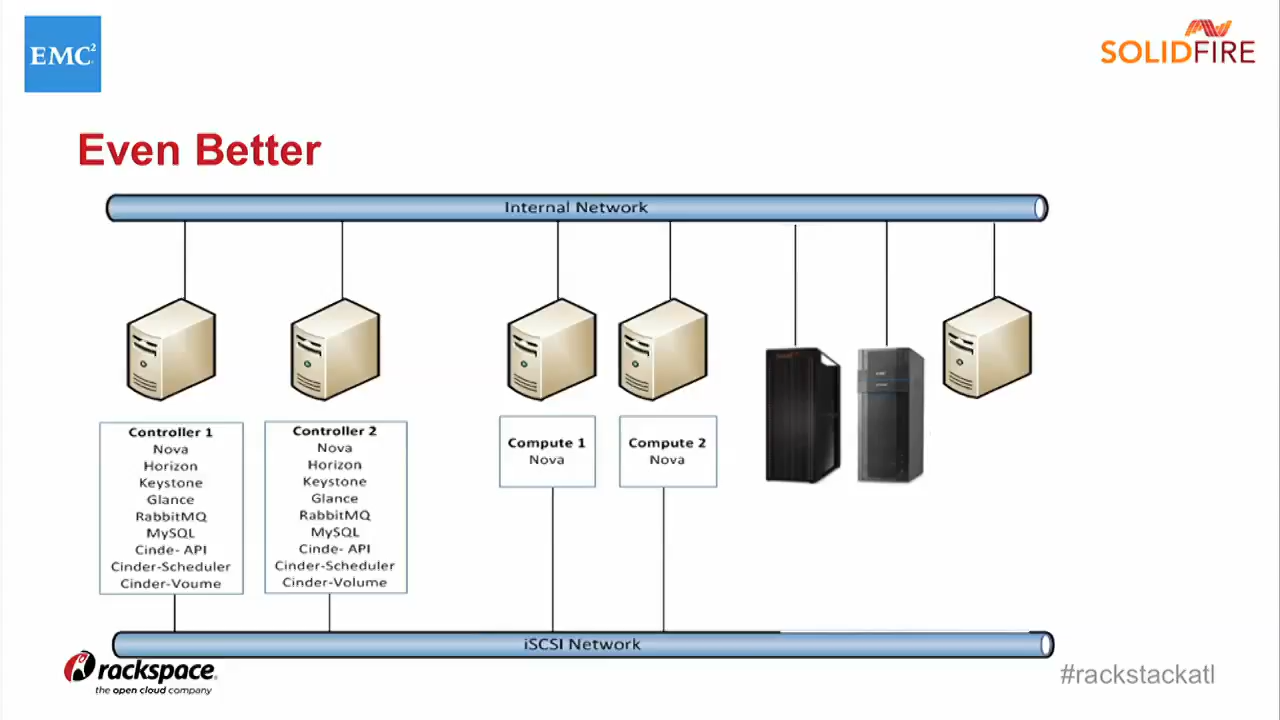 EMC²
SOLIDFIRE
Even Better
Internal Network
Controller 1
Nova
Horizon
Keystone
Glance
RabbitMQ
MySQL
Cinde- API
Cinder-Scheduler
Cinder-Voume
Controller 2
Nova
Horizon
Keystone
Glance
RabbitMQ
MySQL
Cinde- API
Cinder-Scheduler
Cinder-Volume
Compute 1
Nova
Compute 2
Nova
iSCSI Network
rackspace.
the open cloud company
#rackstackatl